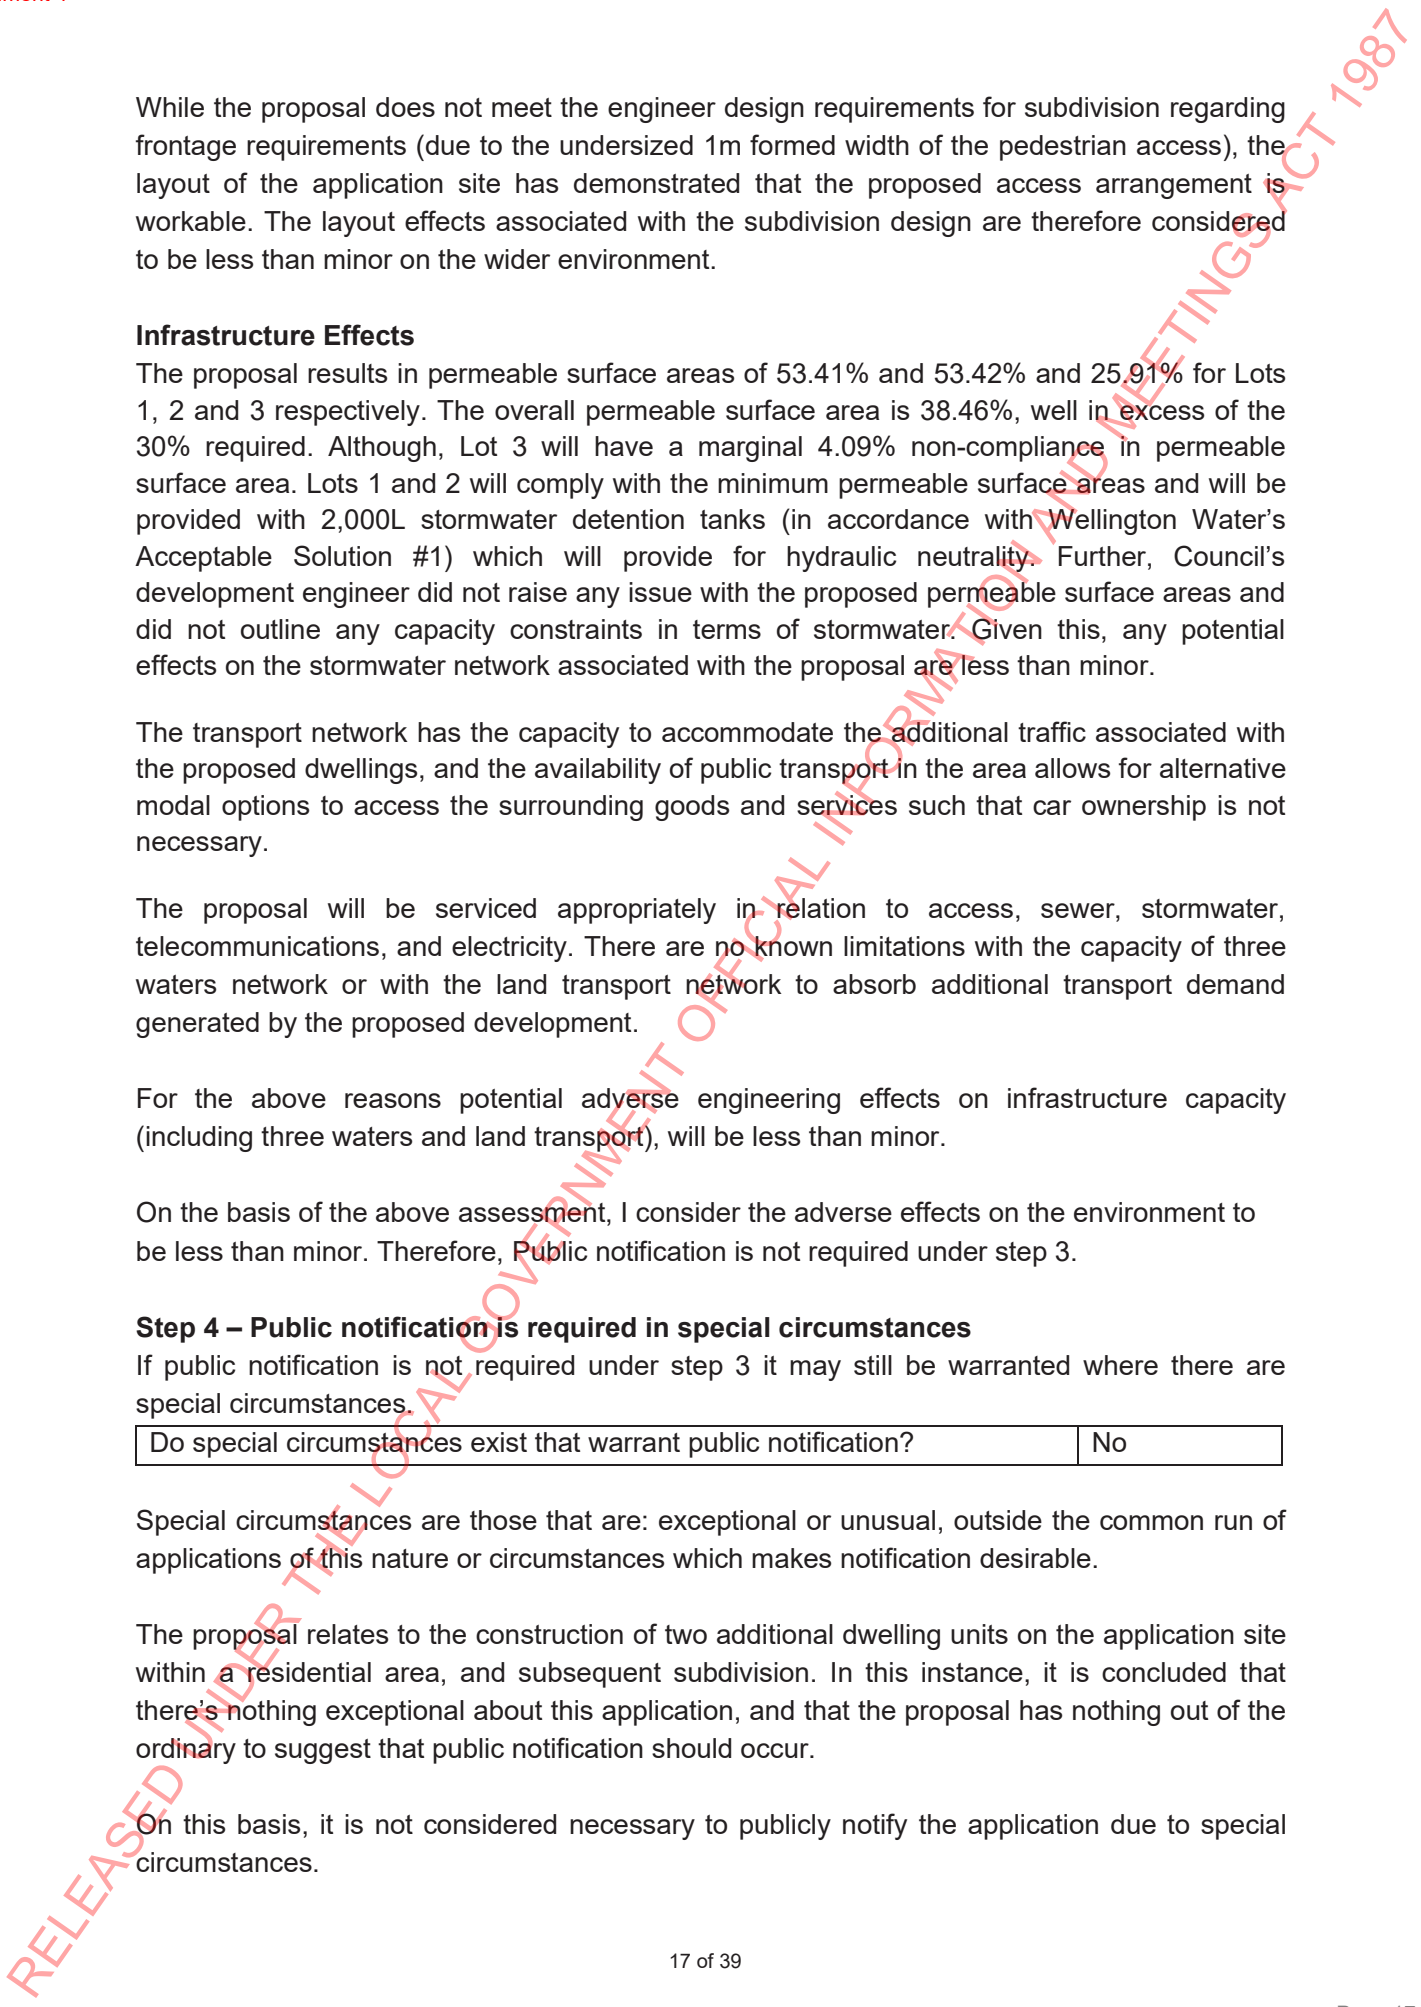 While the proposal does not meet the engineer design requirements for subdivision regarding
frontage requirements (due to the undersized 1m formed width of the pedestrian access), the
layout of the application site has demonstrated that the proposed access arrangement is
workable. The layout effects associated with the subdivision design are therefore considered
to be less than minor on the wider environment.
Infrastructure Effects
The proposal results in permeable surface areas of 53.41% and 53.42% and 25.91% for Lots
1, 2 and 3 respectively. The overall permeable surface area is 38.46%, well in excess of the
30% required. Although, Lot 3 will have a marginal 4.09% non-compliance in permeable
surface area. Lots 1 and 2 will comply with the minimum permeable surface areas and will be
provided with 2,000L stormwater detention tanks (in accordance with Wellington Water's
Acceptable Solution #1) which will provide for hydraulic neutrality. Further, Council's
development engineer did not raise any issue with the proposed permeable surface areas and
did not outline any capacity constraints in terms of stormwater. Given this, any potential
effects on the stormwater network associated with the proposal are less than minor.
The transport network has the capacity to accommodate the additional traffic associated with
the proposed dwellings, and the availability of public transport in the area allows for alternative
modal options to access the surrounding goods and services such that car ownership is not
necessary.
The proposal will be serviced appropriately in relation to access, sewer, stormwater,
telecommunications, and electricity. There are no known limitations with the capacity of three
waters network or with the land transport network to absorb additional transport demand
generated by the proposed development.
For the above reasons potential adverse engineering effects on infrastructure capacity
(including three waters and land transport), will be less than minor.
On the basis of the above assessment, I consider the adverse effects on the environment to
be less than minor. Therefore, Public notification is not required under step 3.
Step 4 – Public notification is required in special circumstances
If public notification is not required under step 3 it may still be warranted where there are
special circumstances.
Do special circumstances exist that warrant public notification? No
Special circumstances are those that are: exceptional or unusual, outside the common run of
applications of this nature or circumstances which makes notification desirable.
The proposal relates to the construction of two additional dwelling units on the application site
within a residential area, and subsequent subdivision. In this instance, it is concluded that
there's nothing exceptional about this application, and that the proposal has nothing out of the
ordinary to suggest that public notification should occur.
On this basis, it is not considered necessary to publicly notify the application due to special
circumstances.
17 of 39
RELEASED UNDER THE LOCAL GOVERNMENT OFFICIAL INFORMATION AND MEETINGS ACT 1987